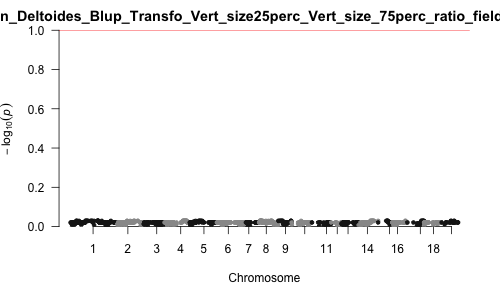 n_Deltoides_Blup_Transfo_Vert_size25perc_Vert_size_75perc_ratio_field
1.0
0.8
0.6
0.4
0.2
0.0
− log10(p)
1 2 3 4 5 6 7 8 9 11 14 16 18
Chromosome